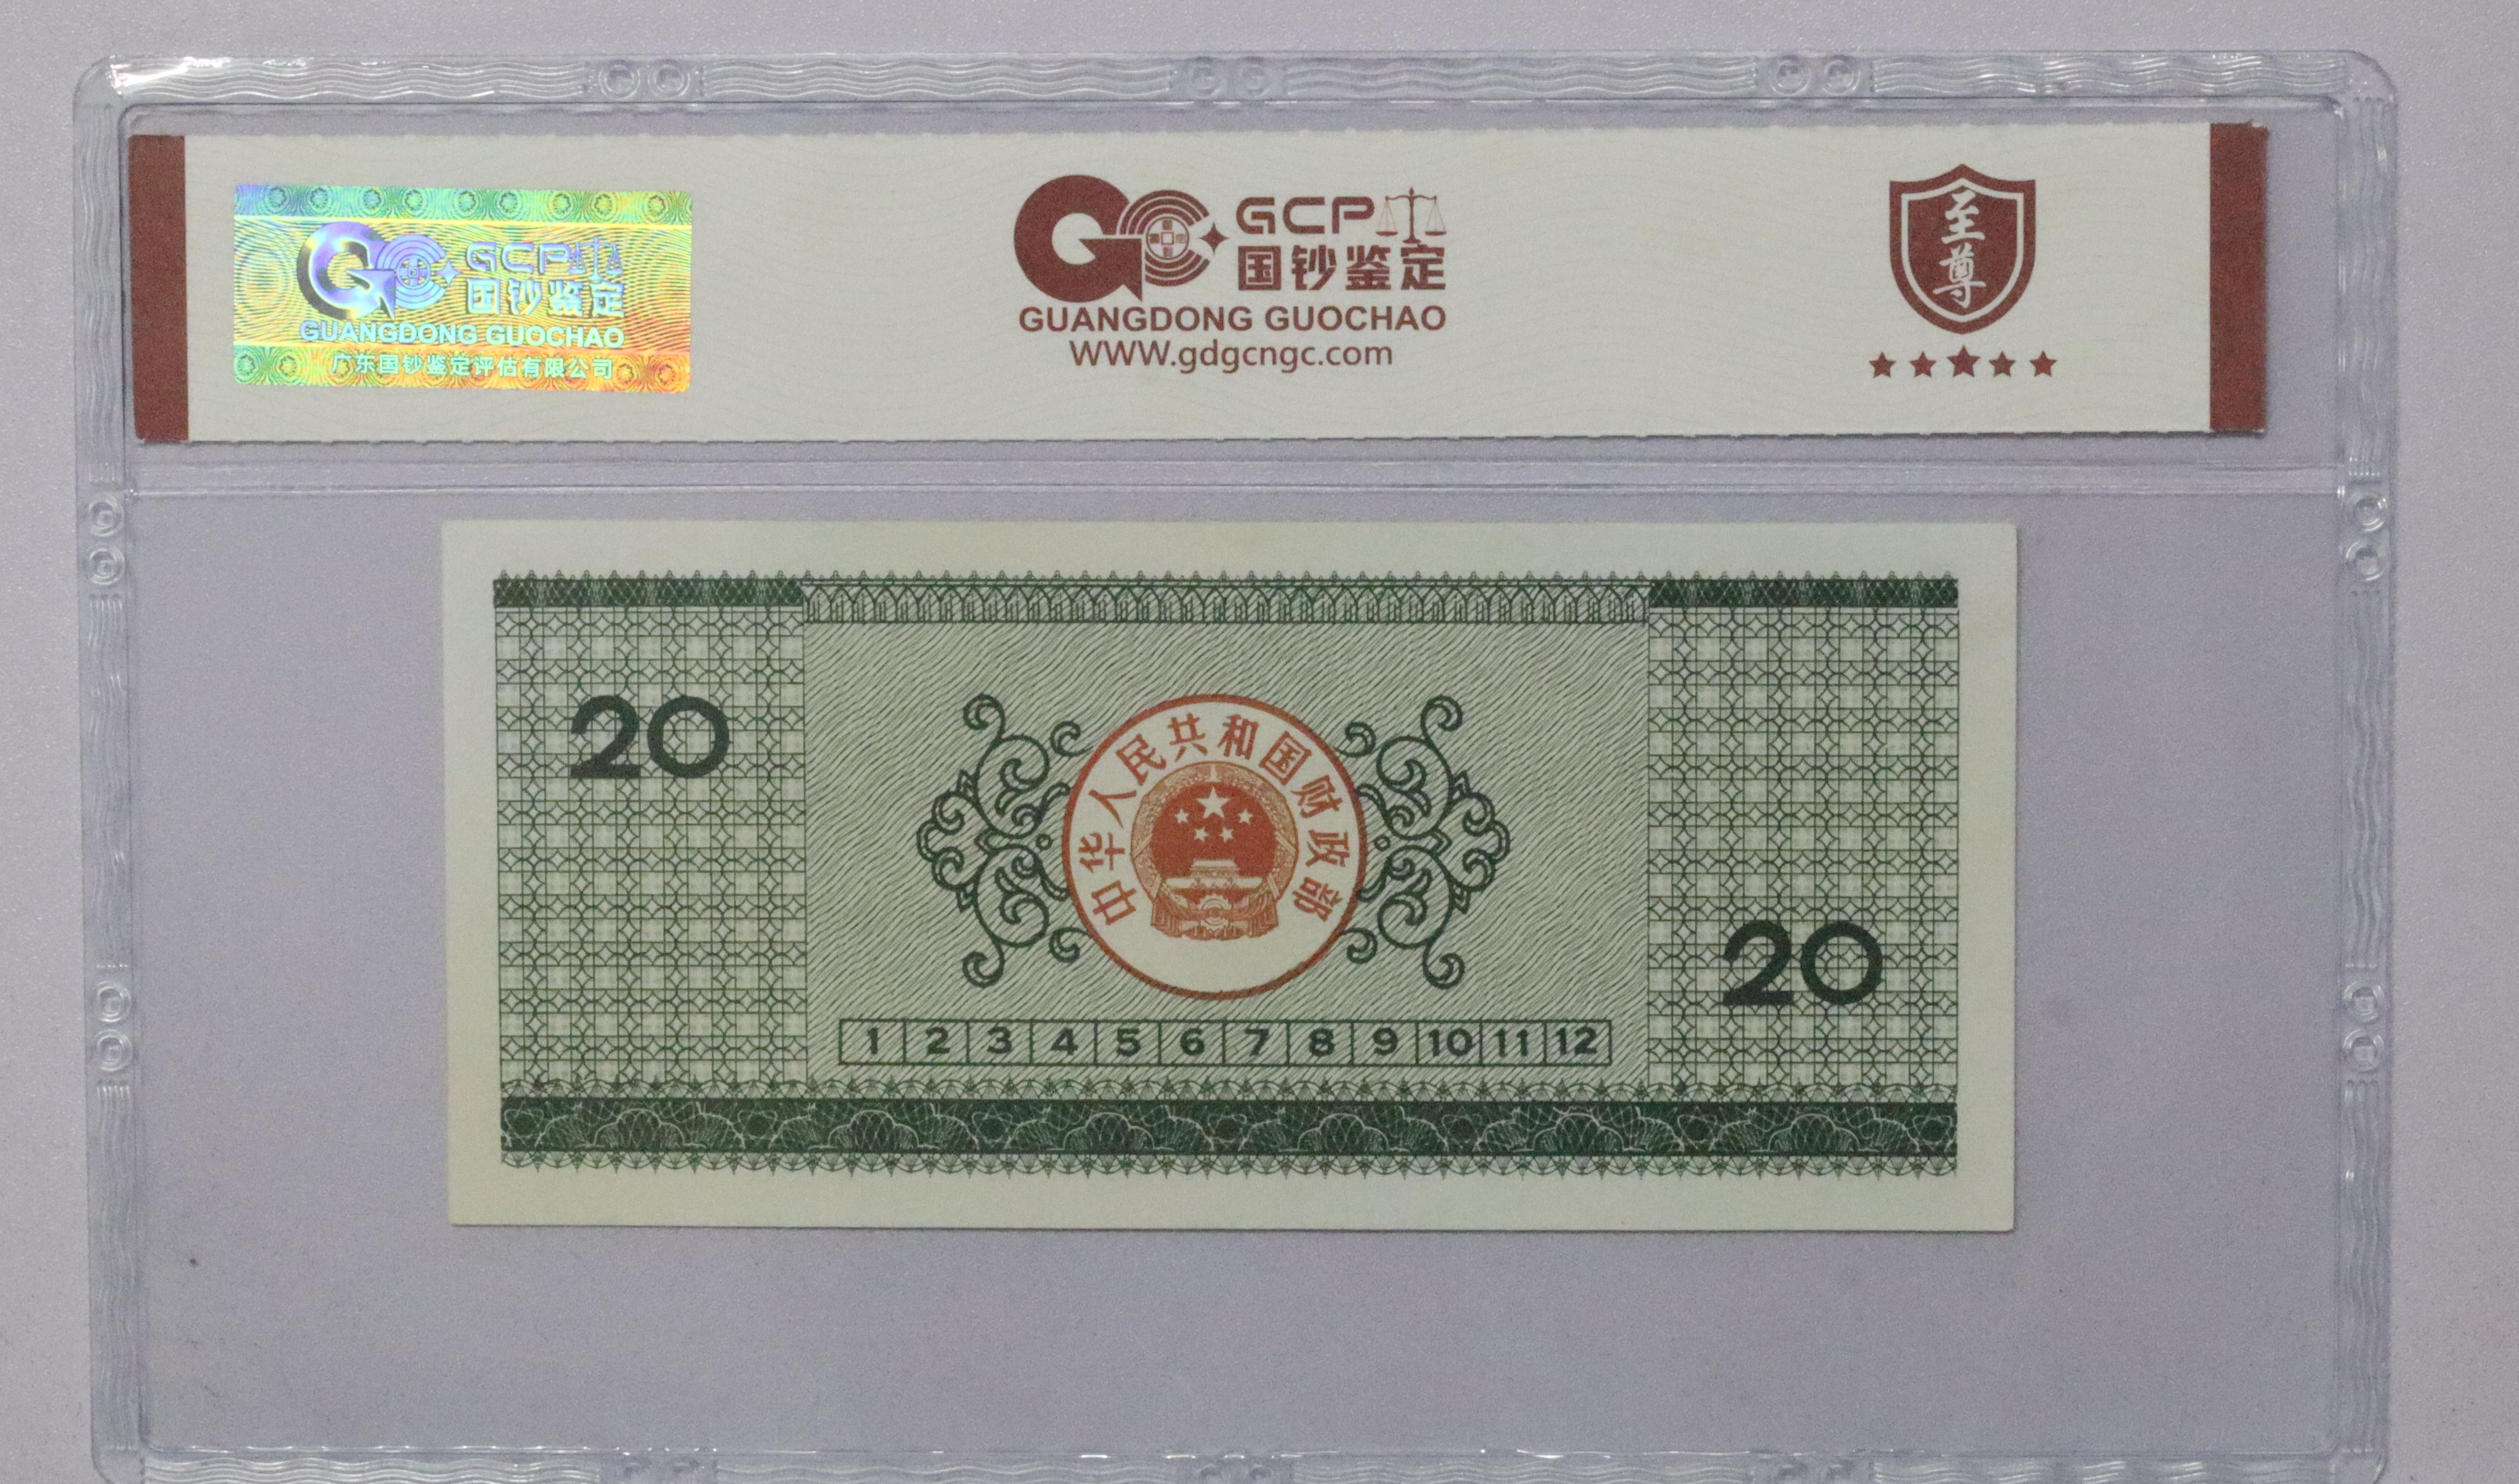 GCP
国钞鉴定
GUANGDONG GUOCHAO
广东国钞鉴定评估有限公司
GCP
国钞鉴定
GUANGDONG GUOCHAO
WWW.gdgcngc.com
至尊
20
中华人民共和国财政部
20
1 2 3 4 5 6 7 8 9 10 11 12